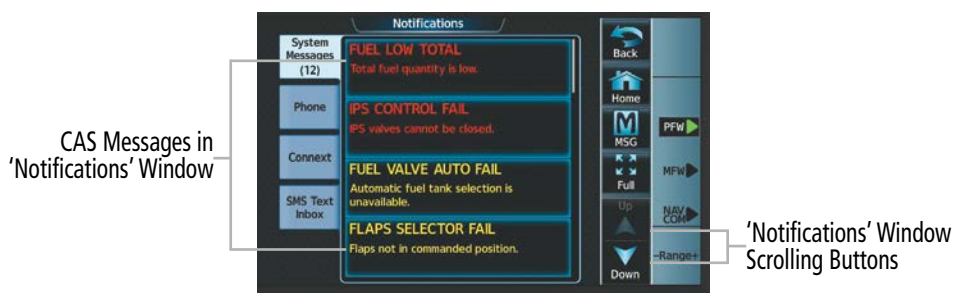 Notifications
System
Messages
(12)
Phone
Connext
SMS Text
Inbox
FUEL LOW TOTAL
Total fuel quantity is low.
IPS CONTROL FAIL
IPS valves cannot be closed.
FUEL VALVE AUTO FAIL
Automatic fuel tank selection is
unavailable.
FLAPS SELECTOR FAIL
Flaps not in commanded position.
Back
Home
MSG
Full
Up
Down
PFW
MFW
NAV
COM
-Range+
CAS Messages in
'Notifications' Window
'Notifications' Window
Scrolling Buttons